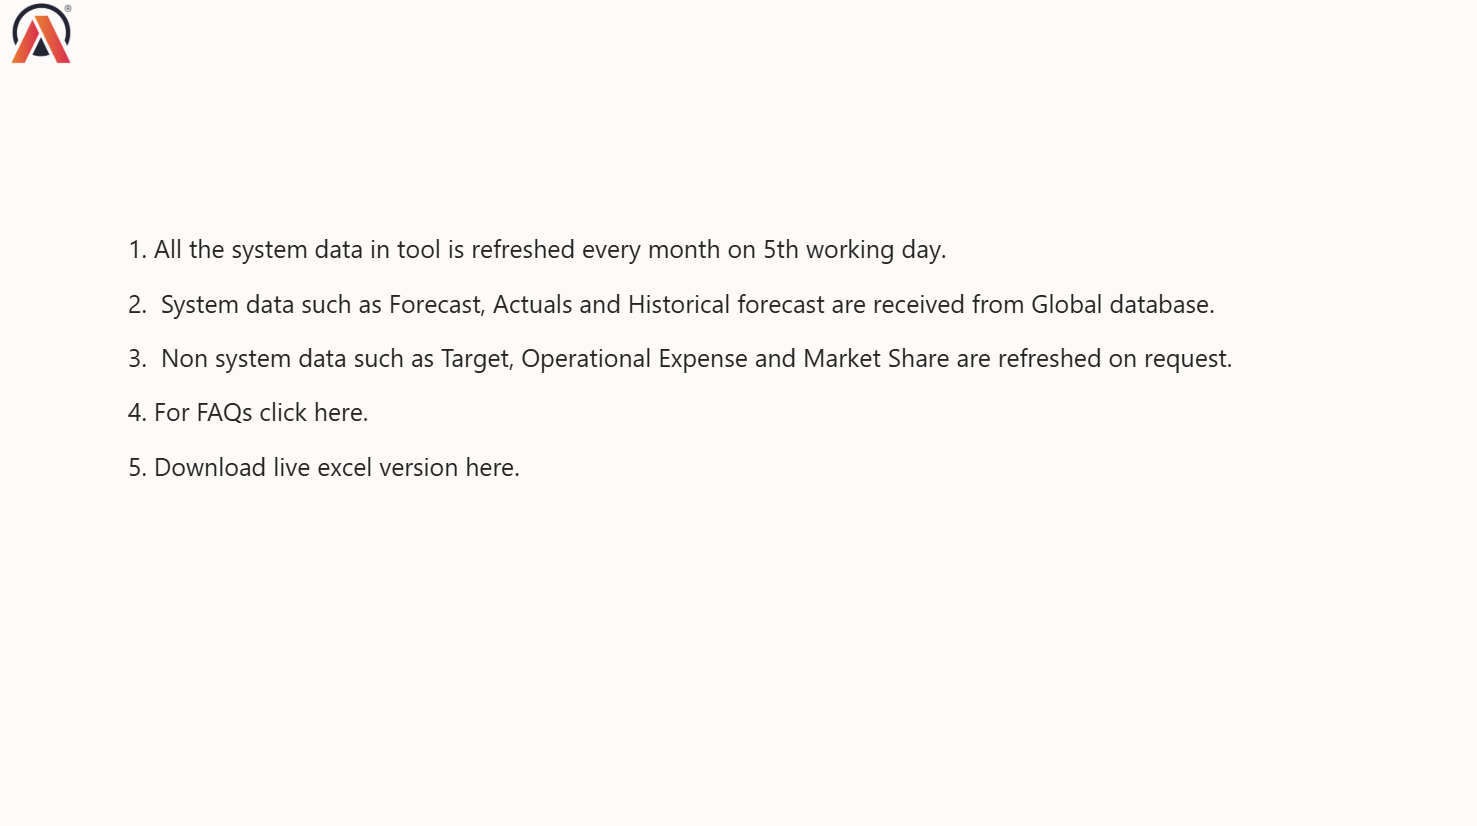 ®
1. All the system data in tool is refreshed every month on 5th working day.
2.  System data such as Forecast, Actuals and Historical forecast are received from Global database.
3.  Non system data such as Target, Operational Expense and Market Share are refreshed on request.
4. For FAQs click here.
5. Download live excel version here.